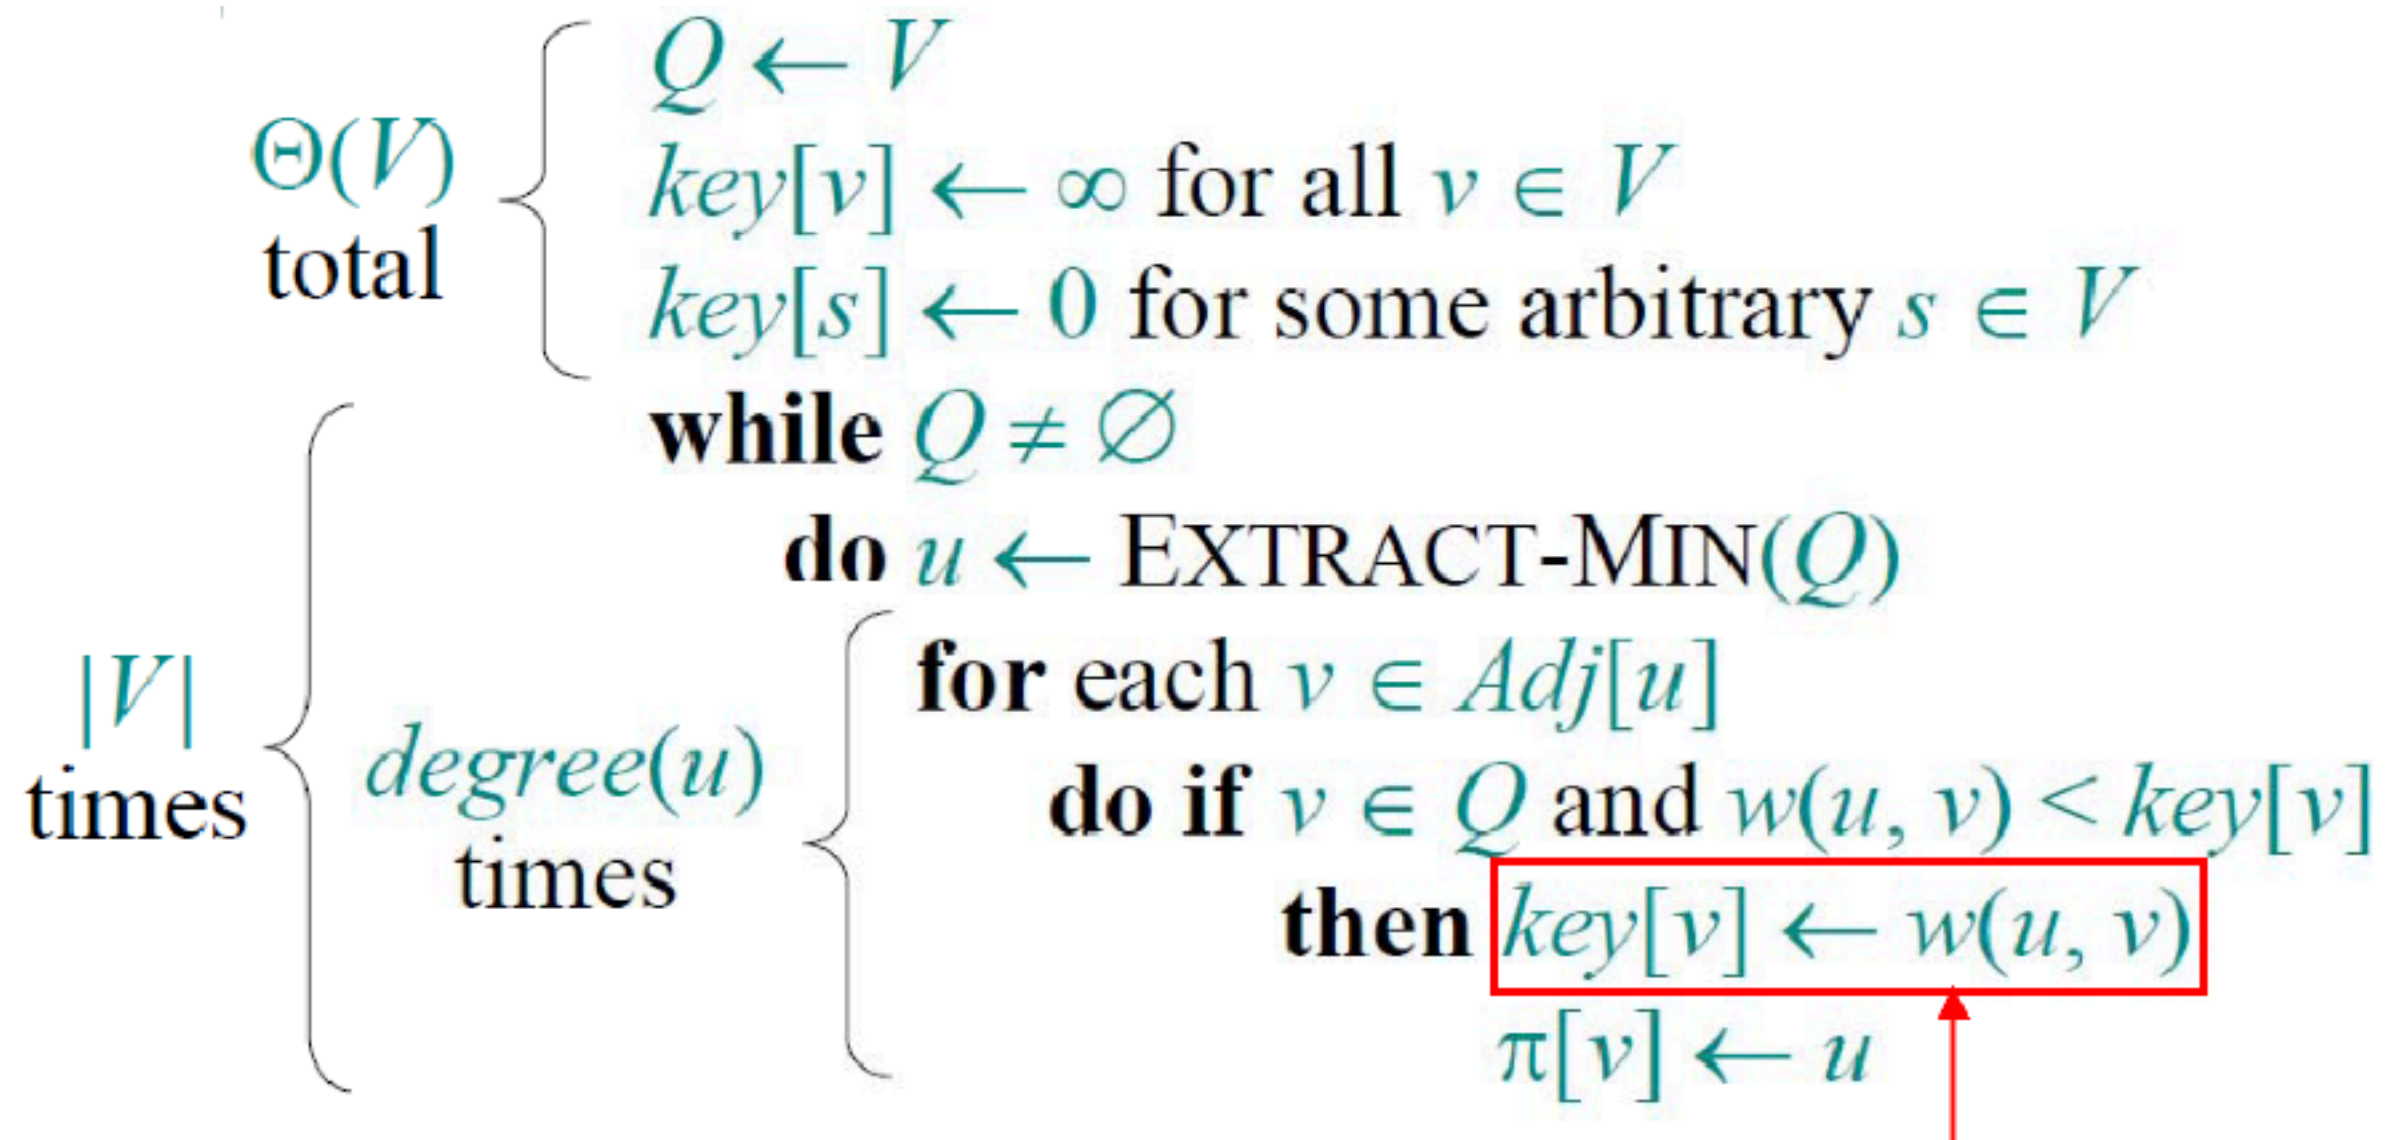 Q ← V
key[v] ← ∞ for all v ∈ V
key[s] ← 0 for some arbitrary s ∈ V
Θ(V)
total
while Q ≠ ∅
do u ← EXTRACT-MIN(Q)
for each v ∈ Adj[u]
do if v ∈ Q and w(u, v) < key[v]
then key[v] ← w(u, v)
π[v] ← u
|V|
times
degree(u)
times